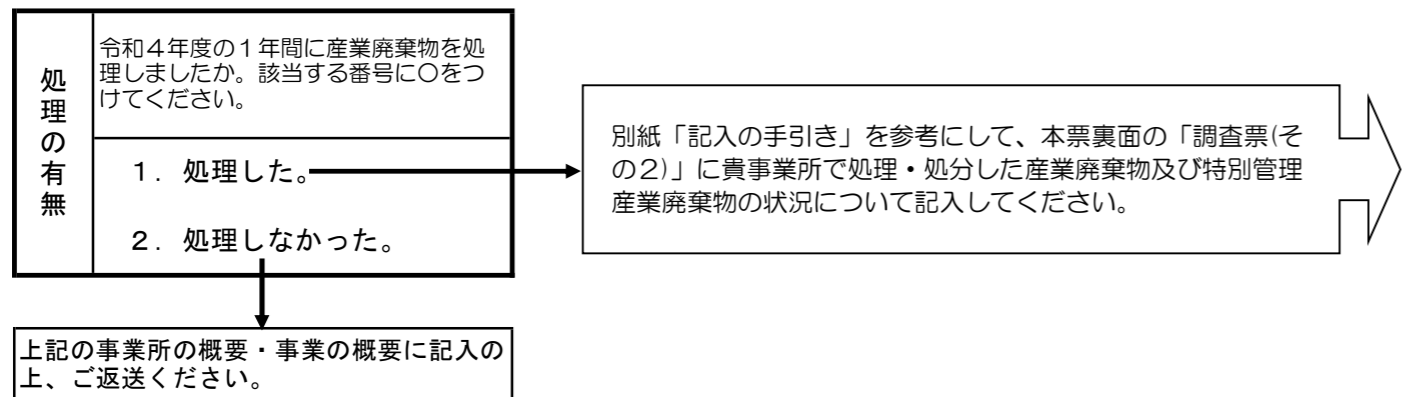 処理の有無
令和４年度の１年間に産業廃棄物を処
理しましたか。該当する番号に〇をつ
けてください。
１．処理した。
２．処理しなかった。
別紙「記入の手引き」を参考にして、本票裏面の「調査票(そ
の２)」に貴事業所で処理・処分した産業廃棄物及び特別管理
産業廃棄物の状況について記入してください。
上記の事業所の概要・事業の概要に記入の
上、ご返送ください。